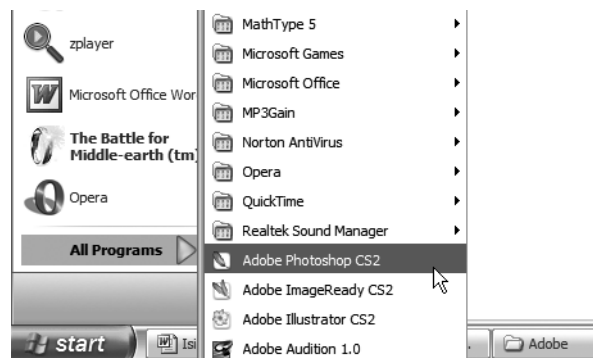 zplayer
Microsoft Office Wor
The Battle for
Middle-earth (tm)
Opera
All Programs
MathType 5
Microsoft Games
Microsoft Office
MP3Gain
Norton AntiVirus
Opera
QuickTime
Realtek Sound Manager
Adobe Photoshop CS2
Adobe ImageReady CS2
Adobe Illustrator CS2
Adobe Audition 1.0
start
Isi
.
Adobe